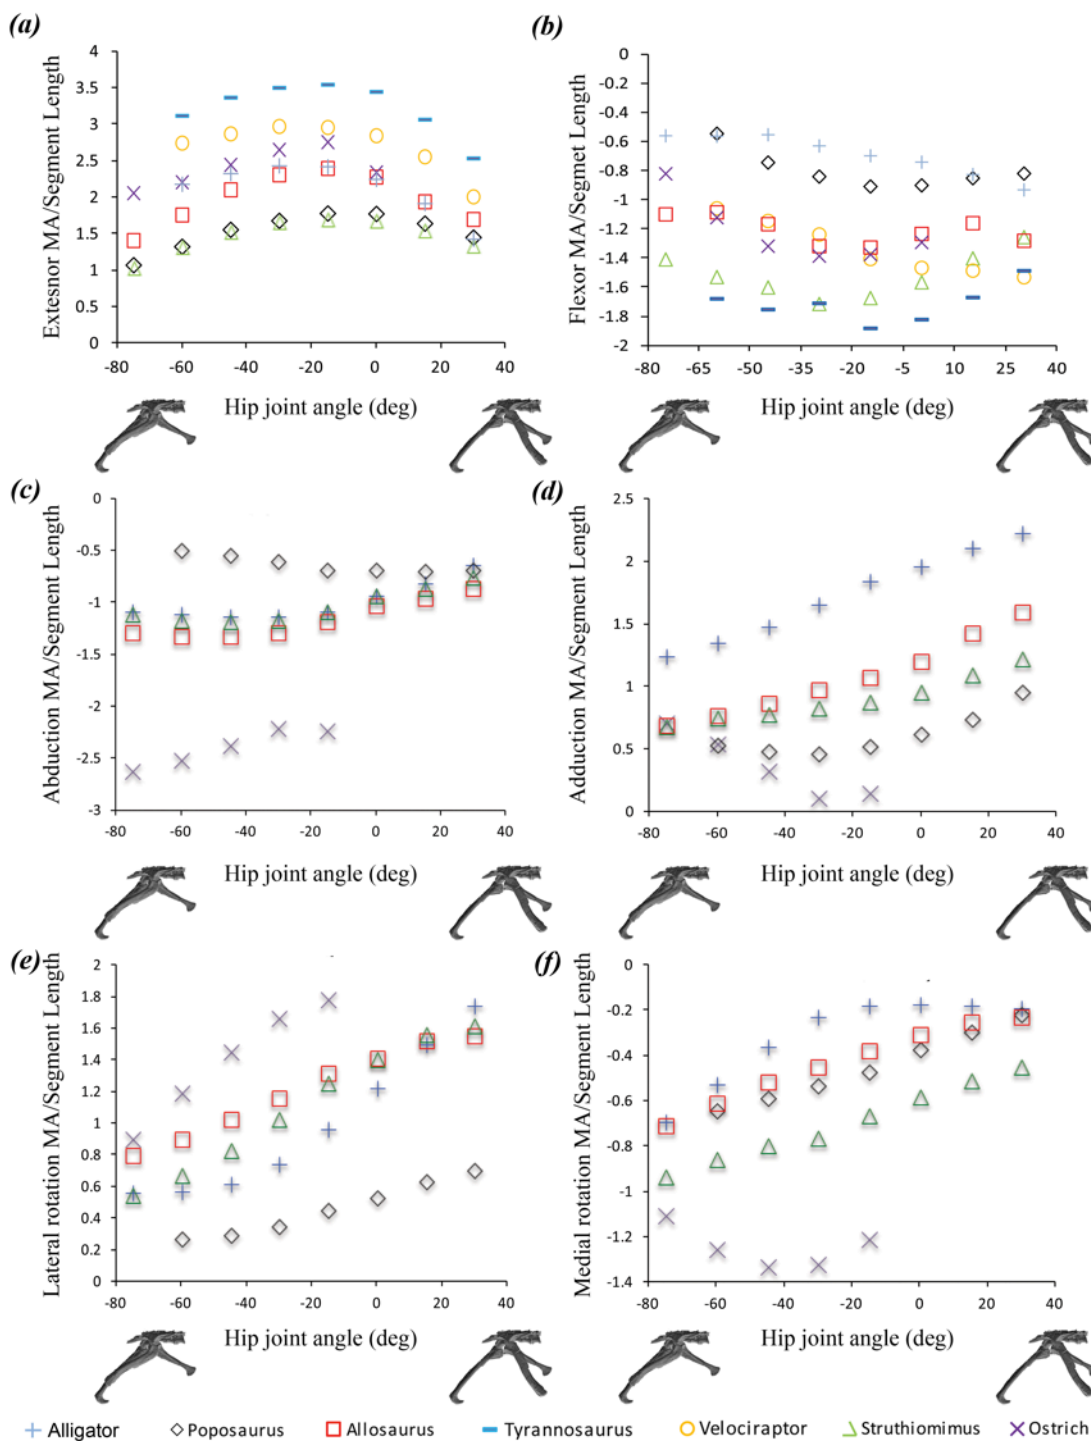 (a)
Extesnor MA/Segment Length
4
3.5
3
2.5
2
1.5
1
0.5
0
-80 -60 -40 -20 0 20 40
Hip joint angle (deg)
(b)
Flexor MA/Segmet Length
0
-0.2
-0.4
-0.6
-0.8
-1
-1.2
-1.4
-1.6
-1.8
-2
-80 -65 -50 -35 -20 -5 10 25 40
Hip joint angle (deg)
(c)
Abduction MA/Segment Length
0
-0.5
-1
-1.5
-2
-2.5
-3
-80 -60 -40 -20 0 20 40
Hip joint angle (deg)
(d)
Adduction MA/Segment Length
2.5
2
1.5
1
0.5
0
-80 -60 -40 -20 0 20 40
Hip joint angle (deg)
(e)
Lateral rotation MA/Segment Length
2
1.8
1.6
1.4
1.2
1
0.8
0.6
0.4
0.2
0
-80 -60 -40 -20 0 20 40
Hip joint angle (deg)
(f)
Medial rotation MA/Segment Length
0
-0.2
-0.4
-0.6
-0.8
-1
-1.2
-1.4
-80 -60 -40 -20 0 20 40
Hip joint angle (deg)
Alligator Poposaurus Allosaurus Tyrannosaurus Velociraptor Struthiomimus Ostrich